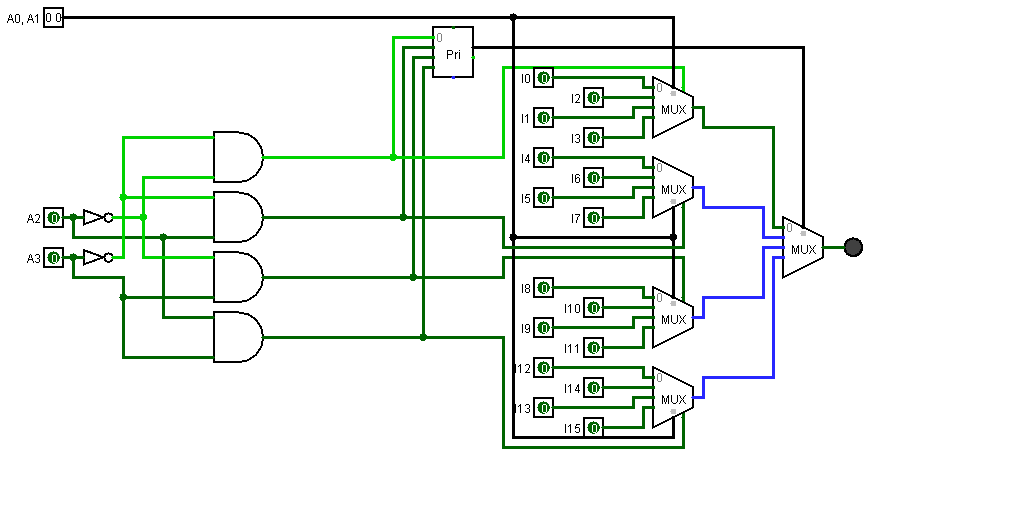 A0, A1 0 0
0
Pri
I0 0
0
I2 0
MUX
I1 0
I3 0
I4 0
0
I6 0
MUX
I5 0
A2 0
I7 0
0
MUX
A3 0
I8 0
0
I10 0
MUX
I9 0
I11 0
I12 0
0
I14 0
MUX
I13 0
I15 0